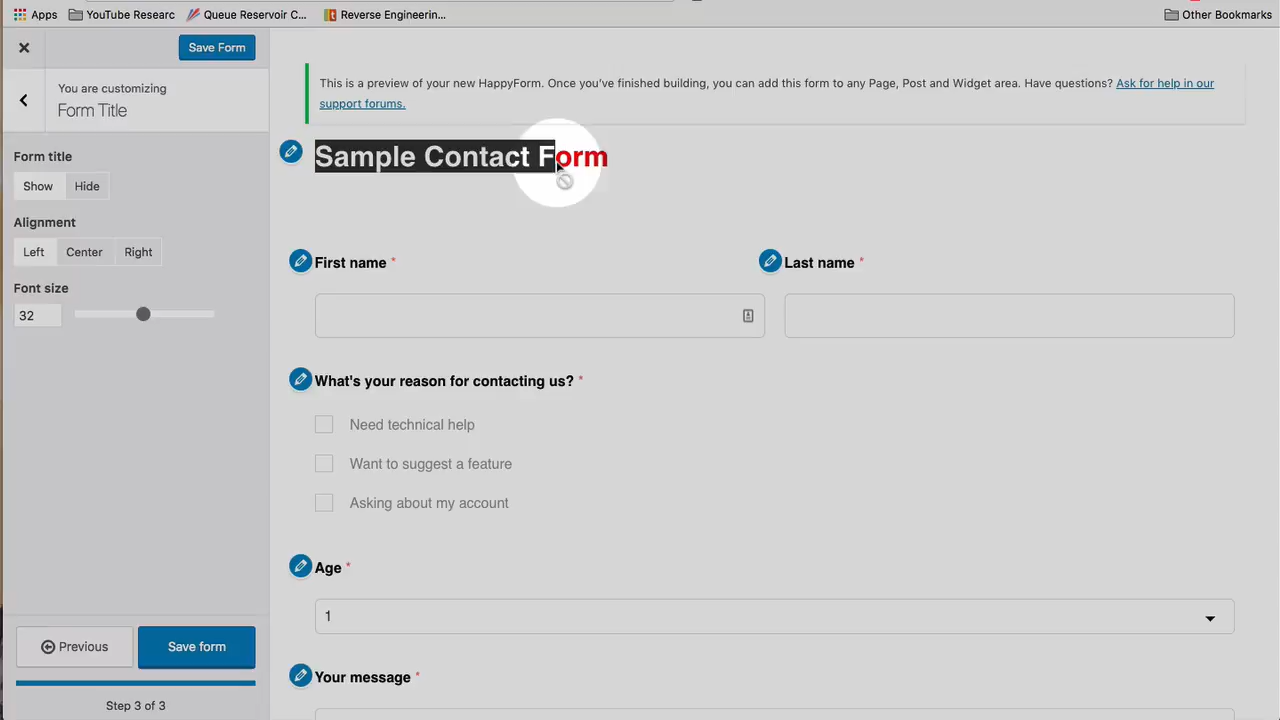 Apps YouTube Researc Queue Reservoir C... Reverse Engineerin... Other Bookmarks
Save Form
You are customizing
Form Title
This is a preview of your new HappyForm. Once you've finished building, you can add this form to any Page, Post and Widget area. Have questions? Ask for help in our
support forums.
Sample Contact Form
Form title
Show Hide
Alignment
Left Center Right
Font size
32
First name *
Last name *
What's your reason for contacting us? *
Need technical help
Want to suggest a feature
Asking about my account
Age *
1
Your message *
Previous
Save form
Step 3 of 3